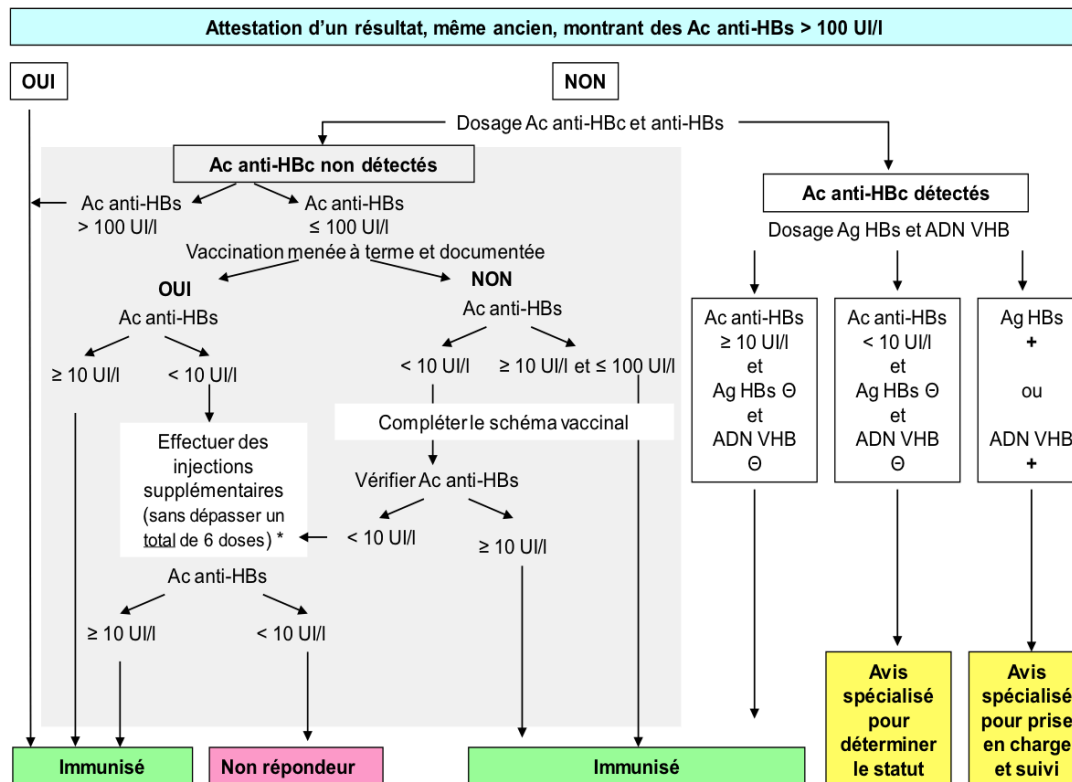 Attestation d’un résultat, même ancien, montrant des Ac anti-HBs > 100 UI/l
OUI
NON
Dosage Ac anti-HBc et anti-HBs
Ac anti-HBc non détectés
Ac anti-HBs
> 100 UI/l
Ac anti-HBs
≤ 100 UI/l
Vaccination menée à terme et documentée
OUI
Ac anti-HBs
≥ 10 UI/l
< 10 UI/l
NON
Ac anti-HBs
< 10 UI/l
≥ 10 UI/l et ≤ 100 UI/l
Effectuer des
injections
supplémentaires
(sans dépasser un
total de 6 doses) *
Compléter le schéma vaccinal
Vérifier Ac anti-HBs
< 10 UI/l
≥ 10 UI/l
Ac anti-HBs
≥ 10 UI/l
< 10 UI/l
Ac anti-HBc détectés
Dosage Ag HBs et ADN VHB
Ac anti-HBs
≥ 10 UI/l
et
Ag HBs Θ
et
ADN VHB
Θ
Ac anti-HBs
< 10 UI/l
et
Ag HBs Θ
et
ADN VHB
Θ
Ag HBs
+
ou
ADN VHB
+
Immunisé
Non répondeur
Immunisé
Avis
spécialisé
pour
déterminer
le statut
Avis
spécialisé
pour prise
en charge
et suivi